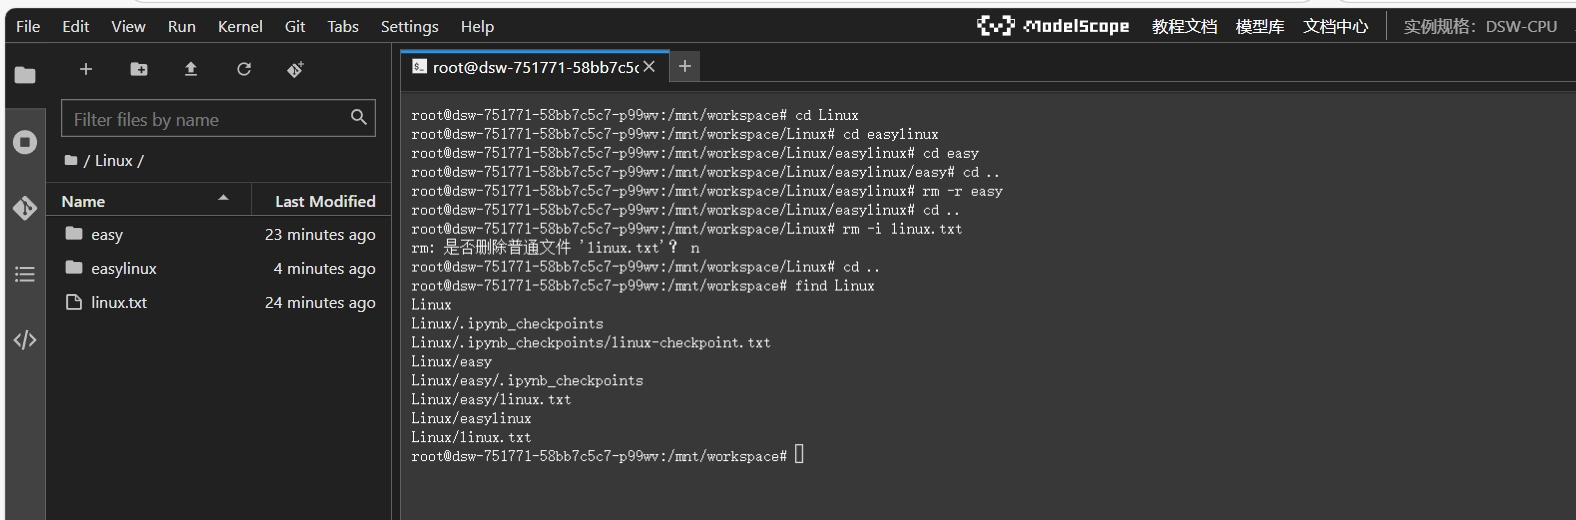 File Edit View Run Kernel Git Tabs Settings Help
ModelScope 教程文档 模型库 文档中心 实例规格：DSW-CPU
Filter files by name
/ Linux /
Name Last Modified
easy 23 minutes ago
easylinux 4 minutes ago
linux.txt 24 minutes ago
root@dsw-751771-58bb7c5c
root@dsw-751771-58bb7c5c7-p99wv:/mnt/workspace# cd Linux
root@dsw-751771-58bb7c5c7-p99wv:/mnt/workspace/Linux# cd easylinux
root@dsw-751771-58bb7c5c7-p99wv:/mnt/workspace/Linux/easylinux# cd easy
root@dsw-751771-58bb7c5c7-p99wv:/mnt/workspace/Linux/easylinux/easy# cd ..
root@dsw-751771-58bb7c5c7-p99wv:/mnt/workspace/Linux/easylinux# rm -r easy
root@dsw-751771-58bb7c5c7-p99wv:/mnt/workspace/Linux/easylinux# cd ..
root@dsw-751771-58bb7c5c7-p99wv:/mnt/workspace/Linux# rm -i linux.txt
rm: 是否删除普通文件 'linux.txt'？ n
root@dsw-751771-58bb7c5c7-p99wv:/mnt/workspace/Linux# cd ..
root@dsw-751771-58bb7c5c7-p99wv:/mnt/workspace# find Linux
Linux
Linux/.ipynb_checkpoints
Linux/.ipynb_checkpoints/linux-checkpoint.txt
Linux/easy
Linux/easy/.ipynb_checkpoints
Linux/easy/linux.txt
Linux/easylinux
Linux/linux.txt
root@dsw-751771-58bb7c5c7-p99wv:/mnt/workspace#